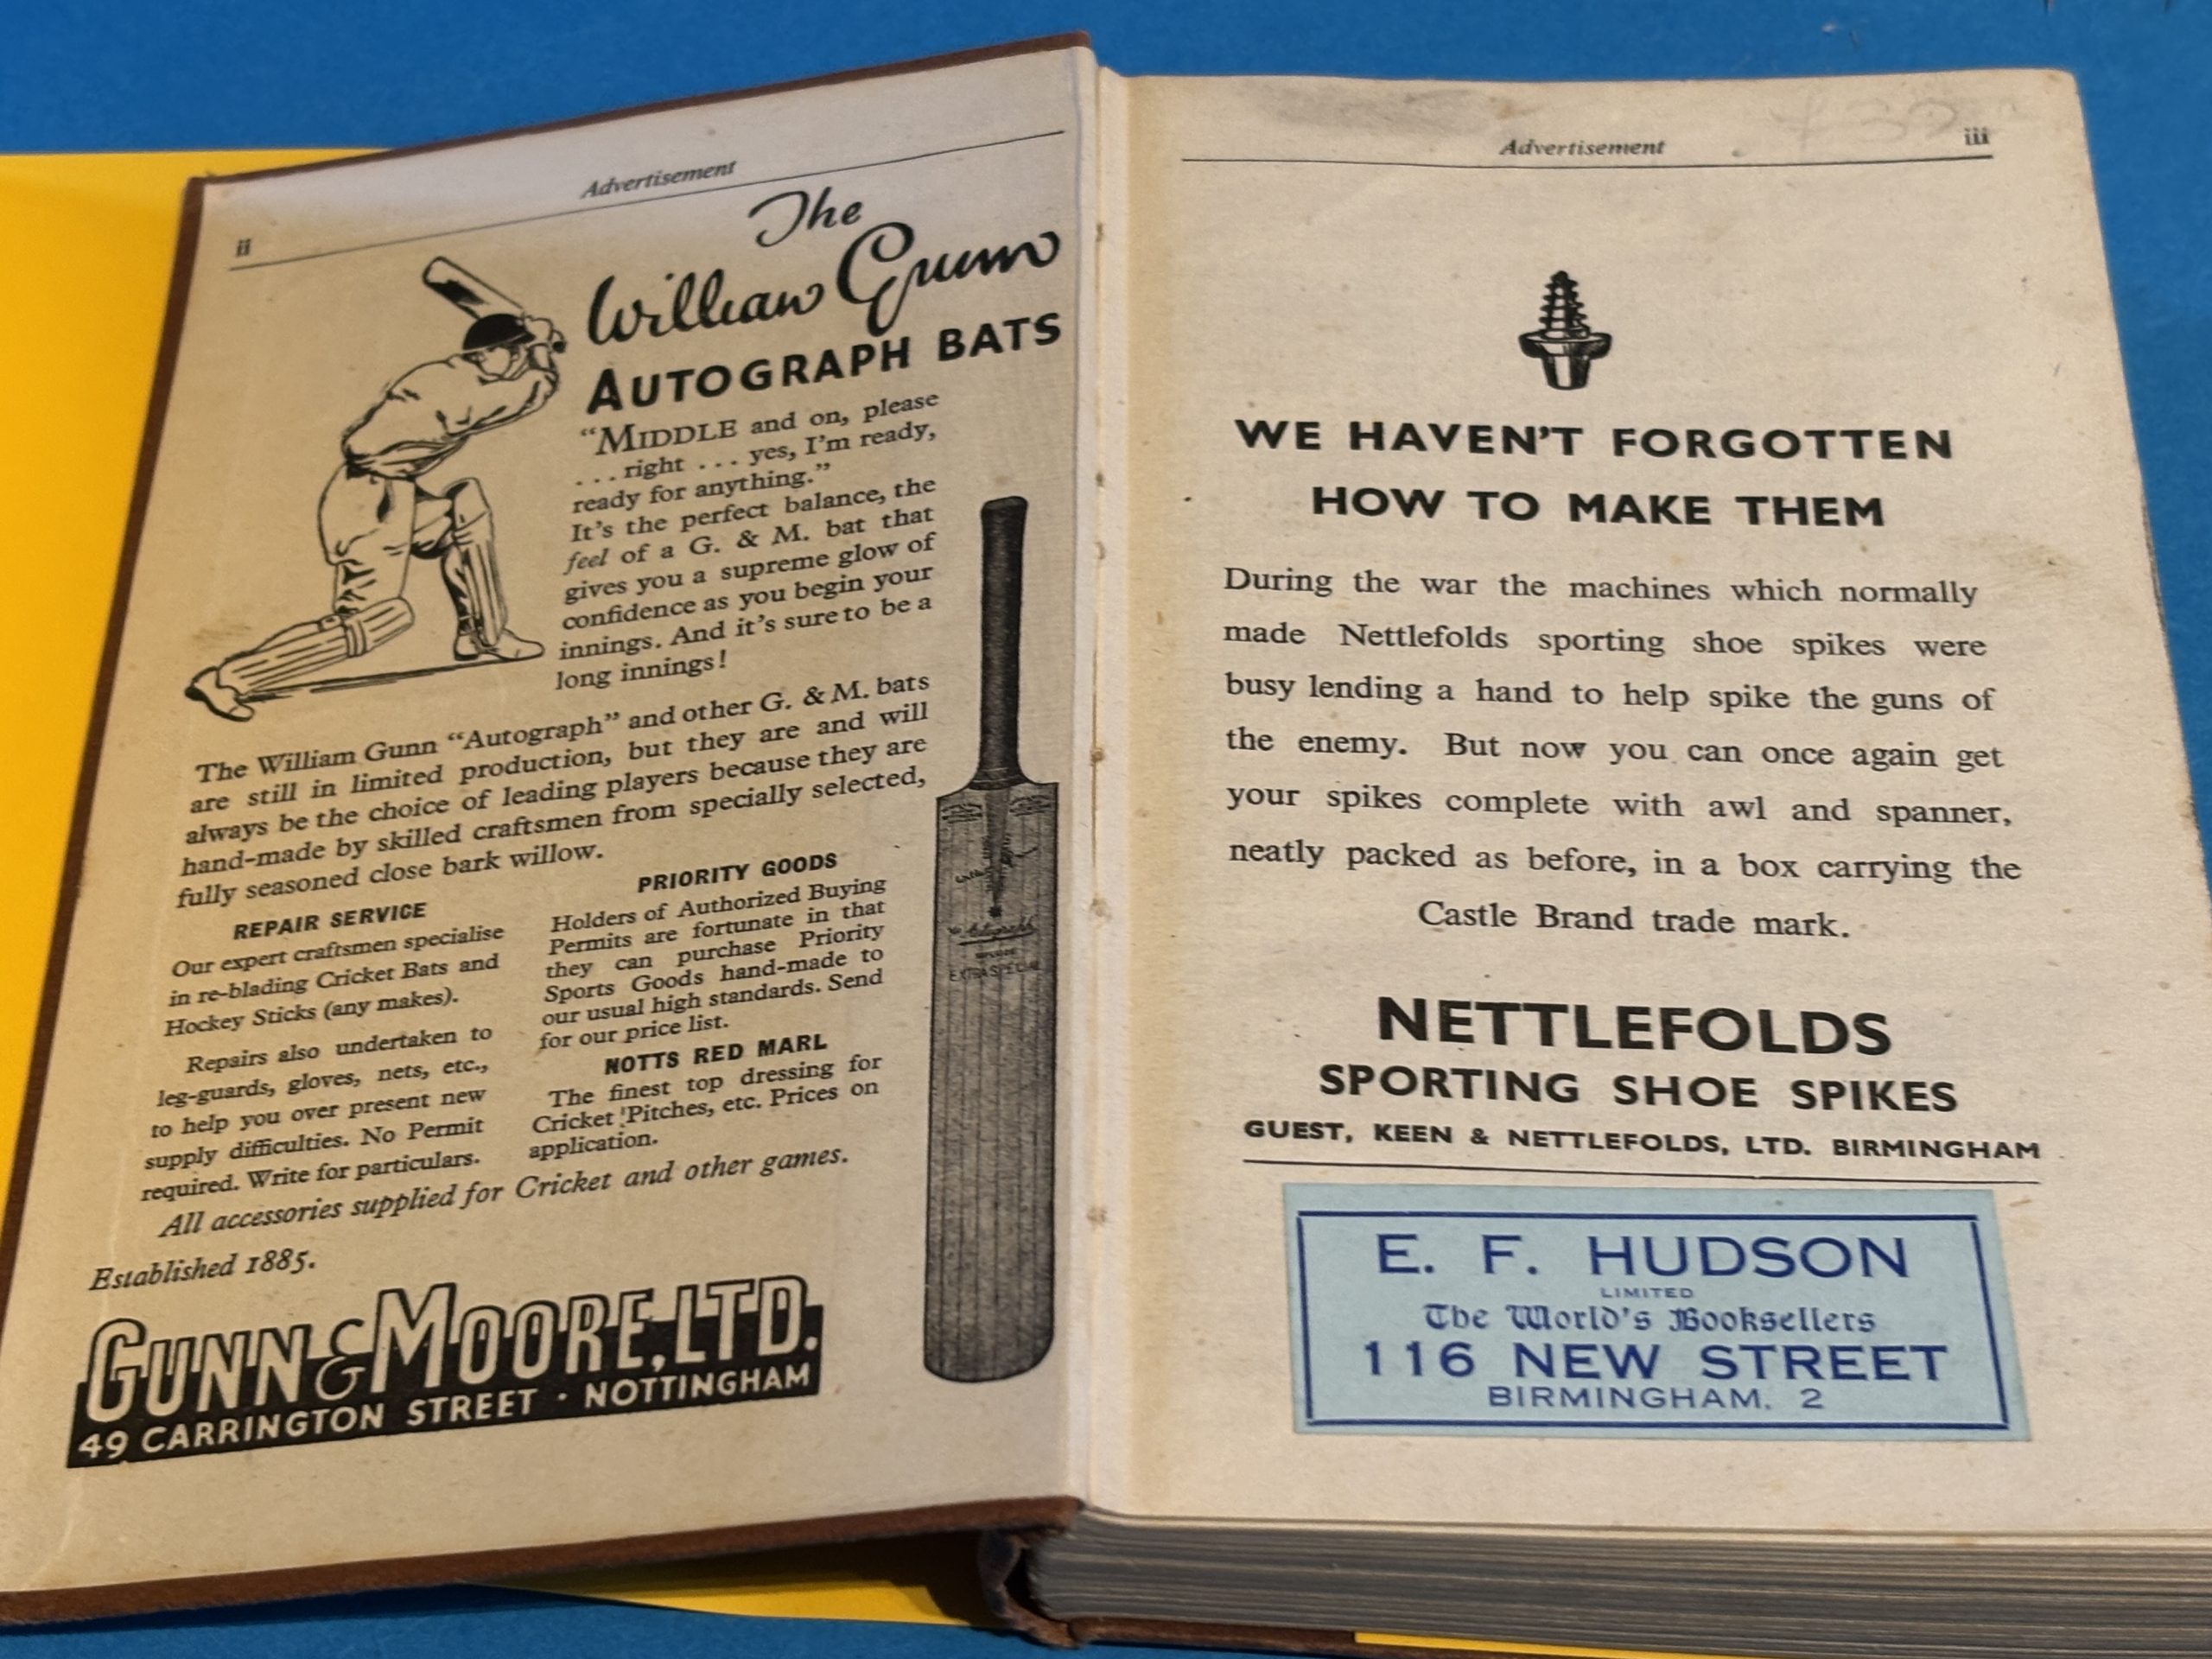 Advertisement
ii
The
William Gunn
AUTOGRAPH BATS
"MIDDLE and on, please
. . . right . . . yes, I'm ready,
ready for anything."
It's the perfect balance, the
feel of a G. & M. bat that
gives you a supreme glow of
confidence as you begin your
innings. And it's sure to be a
long innings!
The William Gunn "Autograph" and other G. & M. bats
are still in limited production, but they are and will
always be the choice of leading players because they are
hand-made by skilled craftsmen from specially selected,
fully seasoned close bark willow.
REPAIR SERVICE
Our expert craftsmen specialise
in re-blading Cricket Bats and
Hockey Sticks (any makes).
Repairs also undertaken to
leg-guards, gloves, nets, etc.,
to help you over present new
supply difficulties. No Permit
required. Write for particulars.
PRIORITY GOODS
Holders of Authorized Buying
Permits are fortunate in that
they can purchase Priority
Sports Goods hand-made to
our usual high standards. Send
for our price list.
NOTTS RED MARL
The finest top dressing for
Cricket Pitches, etc. Prices on
application.
All accessories supplied for Cricket and other games.
Established 1885.
GUNN & MOORE, LTD.
49 CARRINGTON STREET · NOTTINGHAM
Autograph
EXTRA SPECIAL
Advertisement
iii
WE HAVEN'T FORGOTTEN
HOW TO MAKE THEM
During the war the machines which normally
made Nettlefolds sporting shoe spikes were
busy lending a hand to help spike the guns of
the enemy. But now you can once again get
your spikes complete with awl and spanner,
neatly packed as before, in a box carrying the
Castle Brand trade mark.
NETTLEFOLDS
SPORTING SHOE SPIKES
GUEST, KEEN & NETTLEFOLDS, LTD. BIRMINGHAM
E. F. HUDSON
LIMITED
The World's Booksellers
116 NEW STREET
BIRMINGHAM. 2